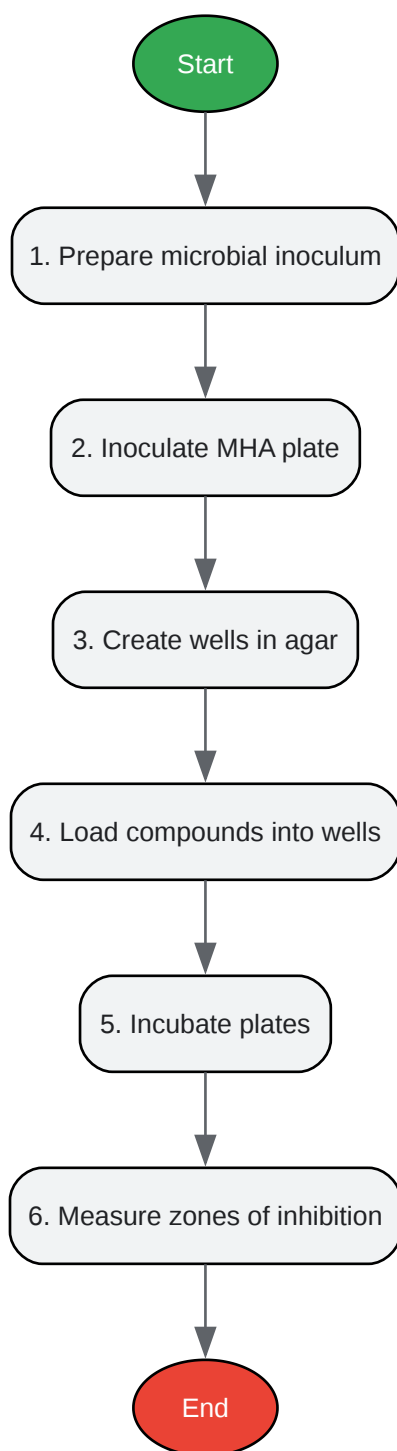 Start
1. Prepare microbial inoculum
2. Inoculate MHA plate
3. Create wells in agar
4. Load compounds into wells
5. Incubate plates
6. Measure zones of inhibition
End